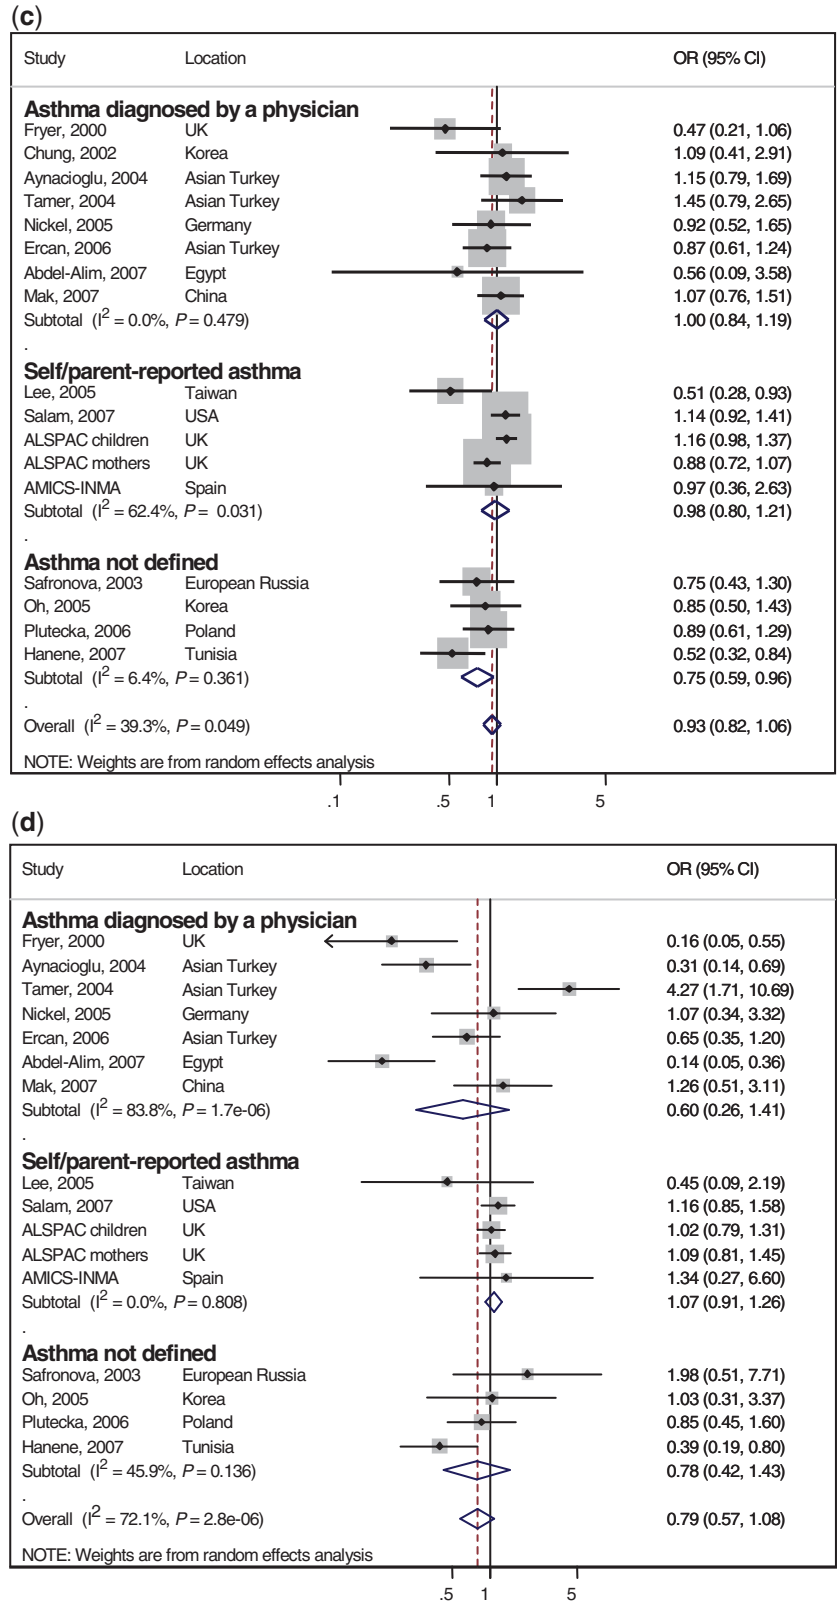 (c)
Study Location OR (95% CI)
Asthma diagnosed by a physician
Fryer, 2000 UK 0.47 (0.21, 1.06)
Chung, 2002 Korea 1.09 (0.41, 2.91)
Aynacioglu, 2004 Asian Turkey 1.15 (0.79, 1.69)
Tamer, 2004 Asian Turkey 1.45 (0.79, 2.65)
Nickel, 2005 Germany 0.92 (0.52, 1.65)
Ercan, 2006 Asian Turkey 0.87 (0.61, 1.24)
Abdel-Alim, 2007 Egypt 0.56 (0.09, 3.58)
Mak, 2007 China 1.07 (0.76, 1.51)
Subtotal (I² = 0.0%, P = 0.479) 1.00 (0.84, 1.19)
.
Self/parent-reported asthma
Lee, 2005 Taiwan 0.51 (0.28, 0.93)
Salam, 2007 USA 1.14 (0.92, 1.41)
ALSPAC children UK 1.16 (0.98, 1.37)
ALSPAC mothers UK 0.88 (0.72, 1.07)
AMICS-INMA Spain 0.97 (0.36, 2.63)
Subtotal (I² = 62.4%, P = 0.031) 0.98 (0.80, 1.21)
.
Asthma not defined
Safronova, 2003 European Russia 0.75 (0.43, 1.30)
Oh, 2005 Korea 0.85 (0.50, 1.43)
Plutecka, 2006 Poland 0.89 (0.61, 1.29)
Hanene, 2007 Tunisia 0.52 (0.32, 0.84)
Subtotal (I² = 6.4%, P = 0.361) 0.75 (0.59, 0.96)
.
Overall (I² = 39.3%, P = 0.049) 0.93 (0.82, 1.06)
NOTE: Weights are from random effects analysis
.1 .5 1 5
(d)
Study Location OR (95% CI)
Asthma diagnosed by a physician
Fryer, 2000 UK 0.16 (0.05, 0.55)
Aynacioglu, 2004 Asian Turkey 0.31 (0.14, 0.69)
Tamer, 2004 Asian Turkey 4.27 (1.71, 10.69)
Nickel, 2005 Germany 1.07 (0.34, 3.32)
Ercan, 2006 Asian Turkey 0.65 (0.35, 1.20)
Abdel-Alim, 2007 Egypt 0.14 (0.05, 0.36)
Mak, 2007 China 1.26 (0.51, 3.11)
Subtotal (I² = 83.8%, P = 1.7e-06) 0.60 (0.26, 1.41)
.
Self/parent-reported asthma
Lee, 2005 Taiwan 0.45 (0.09, 2.19)
Salam, 2007 USA 1.16 (0.85, 1.58)
ALSPAC children UK 1.02 (0.79, 1.31)
ALSPAC mothers UK 1.09 (0.81, 1.45)
AMICS-INMA Spain 1.34 (0.27, 6.60)
Subtotal (I² = 0.0%, P = 0.808) 1.07 (0.91, 1.26)
.
Asthma not defined
Safronova, 2003 European Russia 1.98 (0.51, 7.71)
Oh, 2005 Korea 1.03 (0.31, 3.37)
Plutecka, 2006 Poland 0.85 (0.45, 1.60)
Hanene, 2007 Tunisia 0.39 (0.19, 0.80)
Subtotal (I² = 45.9%, P = 0.136) 0.78 (0.42, 1.43)
.
Overall (I² = 72.1%, P = 2.8e-06) 0.79 (0.57, 1.08)
NOTE: Weights are from random effects analysis
.5 1 5